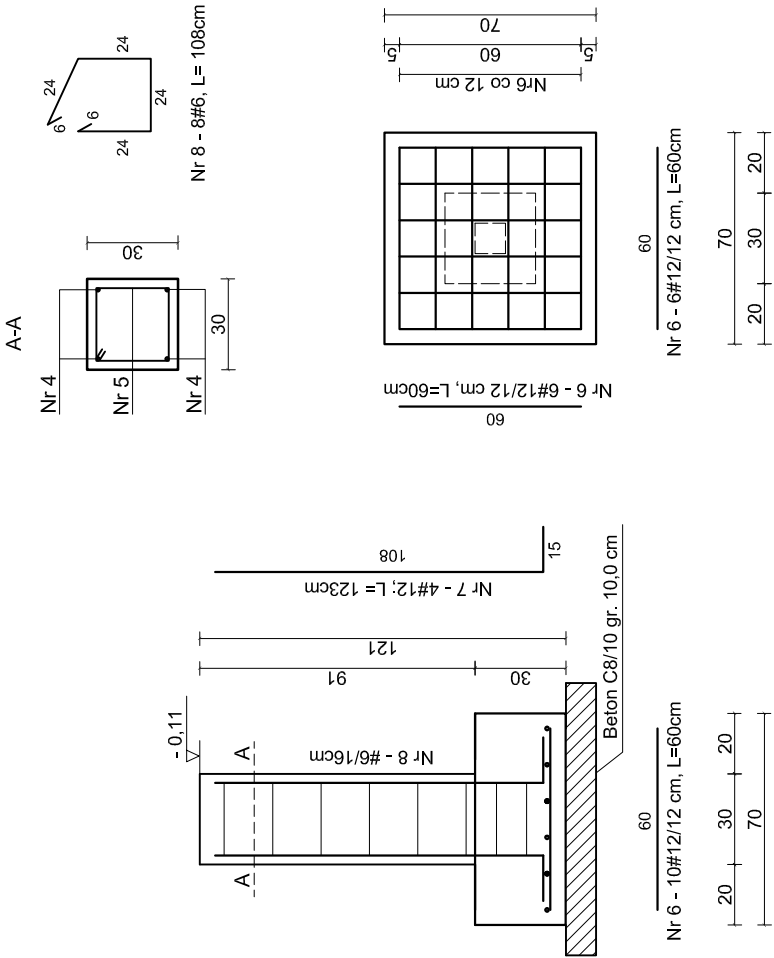 24
24
24
24
6
6
Nr 8 - 8#6, L= 108cm
A-A
30
30
Nr 4
Nr 5
Nr 4
70
5
60
5
Nr6 co 12 cm
60
Nr 6 - 6#12/12 cm, L=60cm
20
30
20
70
Nr 6 - 6#12/12 cm, L=60cm
60
108
15
Nr 7 - 4#12; L= 123cm
121
91
30
- 0,11
A
A
Nr 8 - #6/16cm
Beton C8/10 gr. 10,0 cm
60
Nr 6 - 10#12/12 cm, L=60cm
20
30
20
70